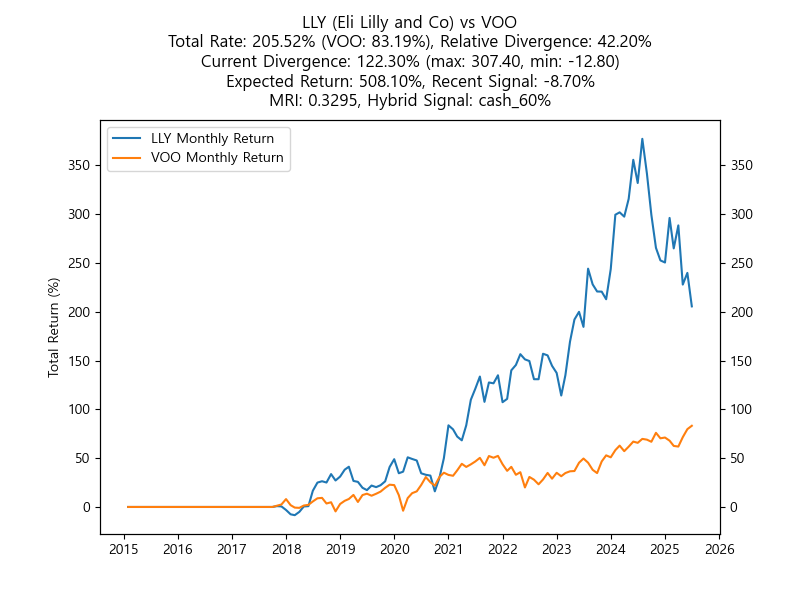 LLY (Eli Lilly and Co) vs VOO
Total Rate: 205.52% (VOO: 83.19%), Relative Divergence: 42.20%
Current Divergence: 122.30% (max: 307.40, min: -12.80)
Expected Return: 508.10%, Recent Signal: -8.70%
MRI: 0.3295, Hybrid Signal: cash_60%
LLY Monthly Return
VOO Monthly Return
Total Return (%)
350
300
250
200
150
100
50
0
350
300
250
200
150
100
50
0
2015 2016 2017 2018 2019 2020 2021 2022 2023 2024 2025 2026